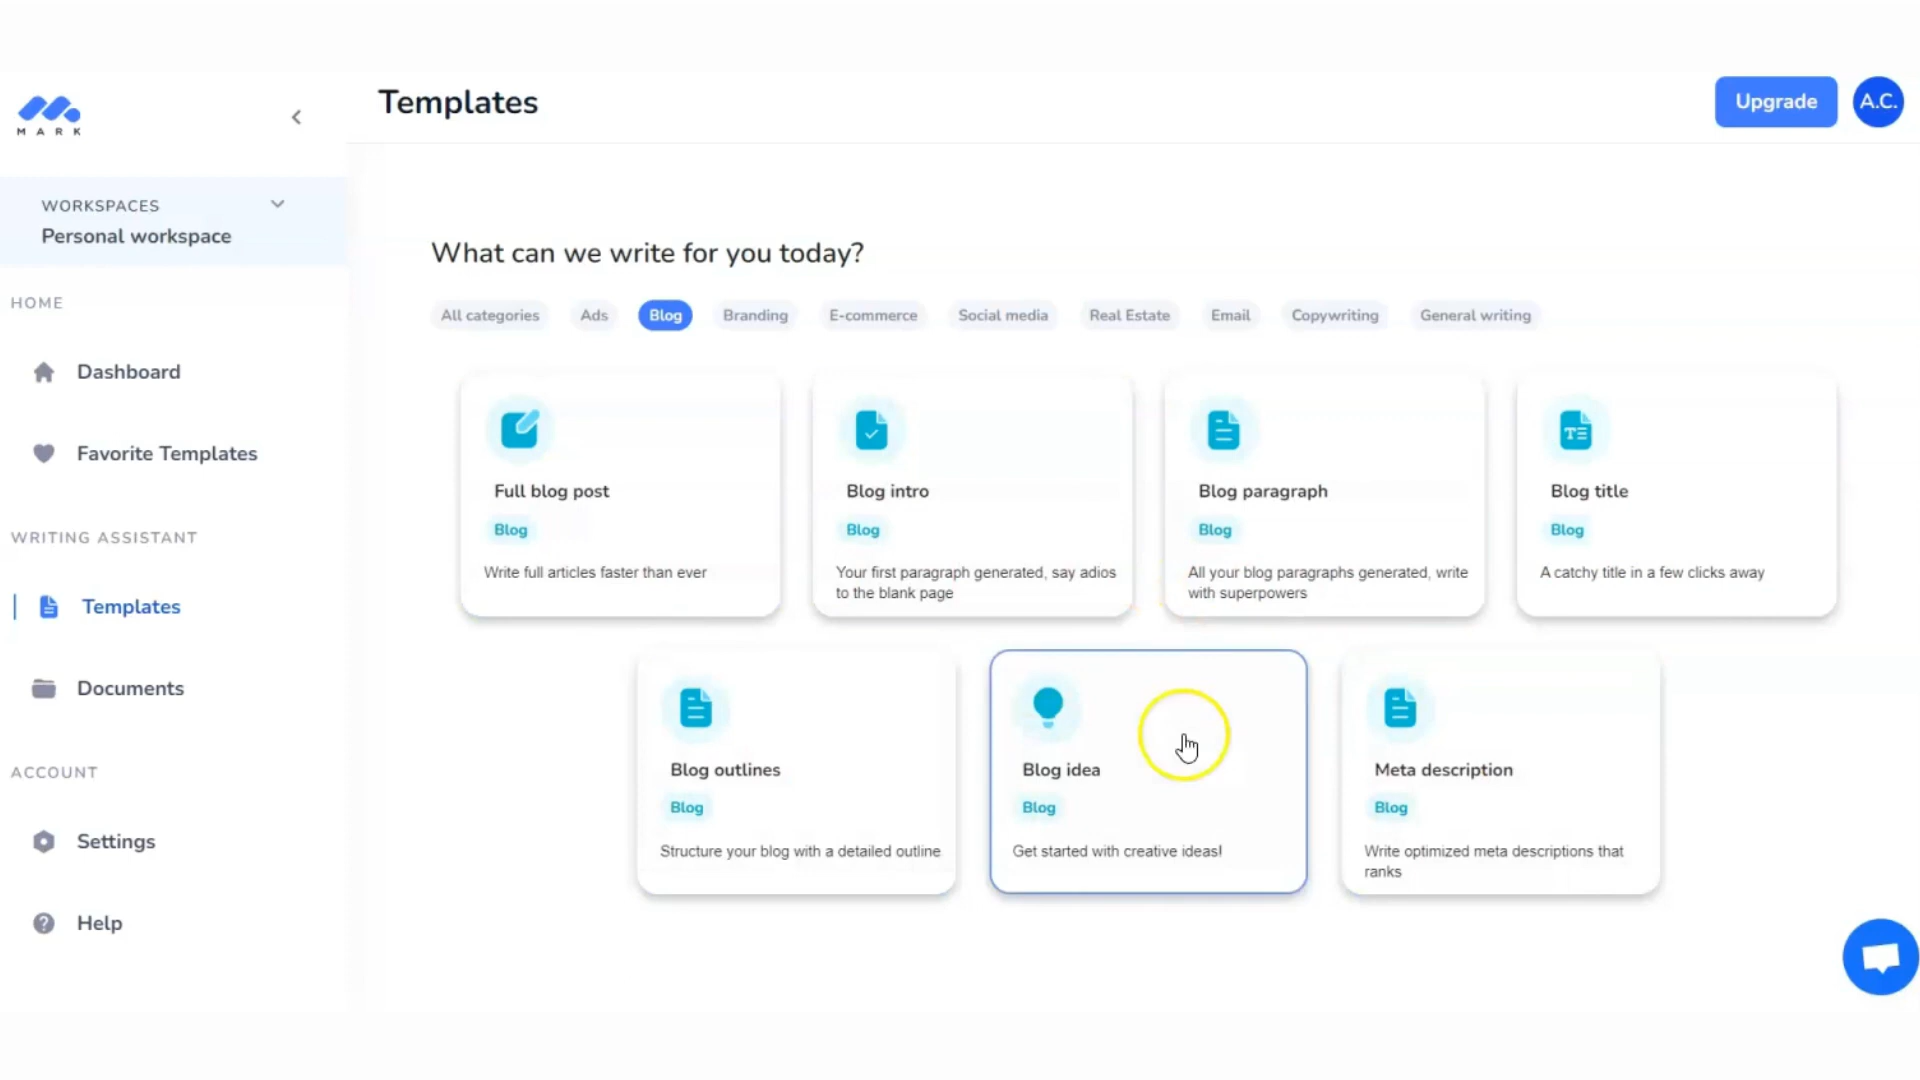 MARK
Templates
Upgrade
A.C.
WORKSPACES
Personal workspace
HOME
Dashboard
Favorite Templates
WRITING ASSISTANT
Templates
Documents
ACCOUNT
Settings
Help
What can we write for you today?
All categories
Ads
Blog
Branding
E-commerce
Social media
Real Estate
Email
Copywriting
General writing
Full blog post
Blog
Write full articles faster than ever
Blog intro
Blog
Your first paragraph generated, say adios
to the blank page
Blog paragraph
Blog
All your blog paragraphs generated, write
with superpowers
Blog title
Blog
A catchy title in a few clicks away
Blog outlines
Blog
Structure your blog with a detailed outline
Blog idea
Blog
Get started with creative ideas!
Meta description
Blog
Write optimized meta descriptions that
ranks